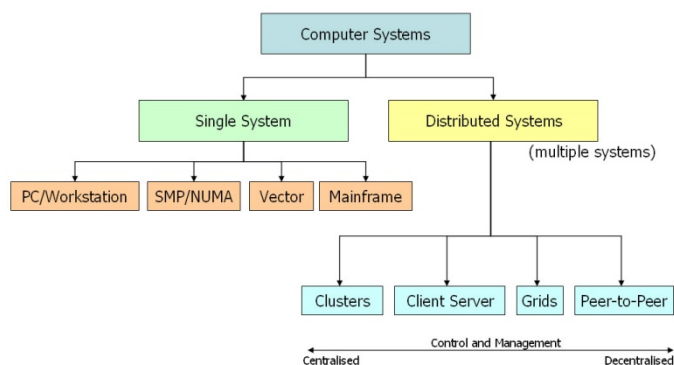 Computer Systems
Single System
Distributed Systems
(multiple systems)
PC/Workstation
SMP/NUMA
Vector
Mainframe
Clusters
Client Server
Grids
Peer-to-Peer
Control and Management
Centralised
Decentralised